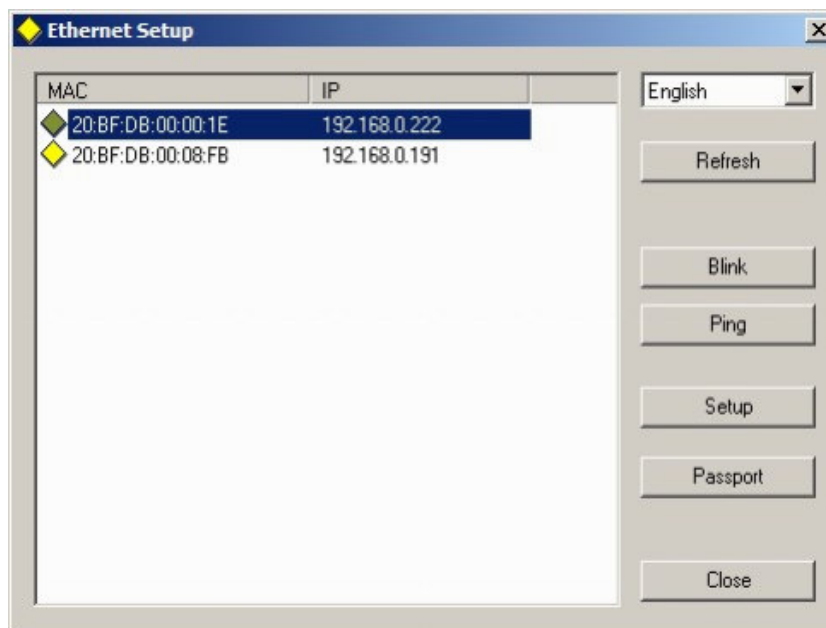 Ethernet Setup
MAC IP
English
20:BF:DB:00:00:1E 192.168.0.222
20:BF:DB:00:08:FB 192.168.0.191
Refresh
Blink
Ping
Setup
Passport
Close